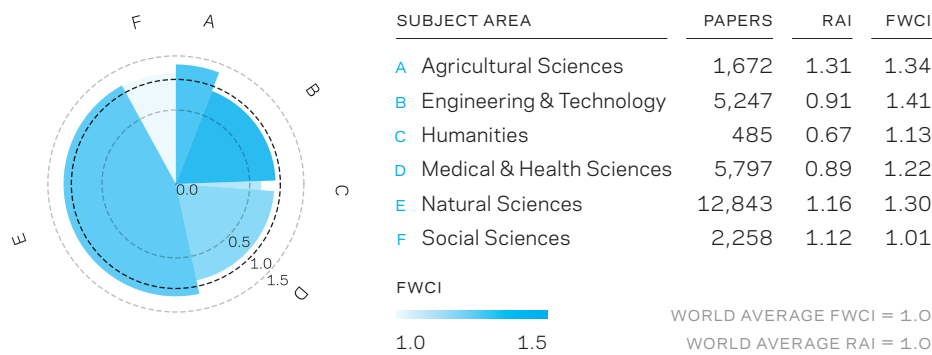 F A
B
C
D
E
0.0
0.5
1.0
1.5
SUBJECT AREA PAPERS RAI FWCI
A Agricultural Sciences 1,672 1.31 1.34
B Engineering & Technology 5,247 0.91 1.41
C Humanities 485 0.67 1.13
D Medical & Health Sciences 5,797 0.89 1.22
E Natural Sciences 12,843 1.16 1.30
F Social Sciences 2,258 1.12 1.01
FWCI
1.0 1.5
WORLD AVERAGE FWCI = 1.0
WORLD AVERAGE RAI = 1.0